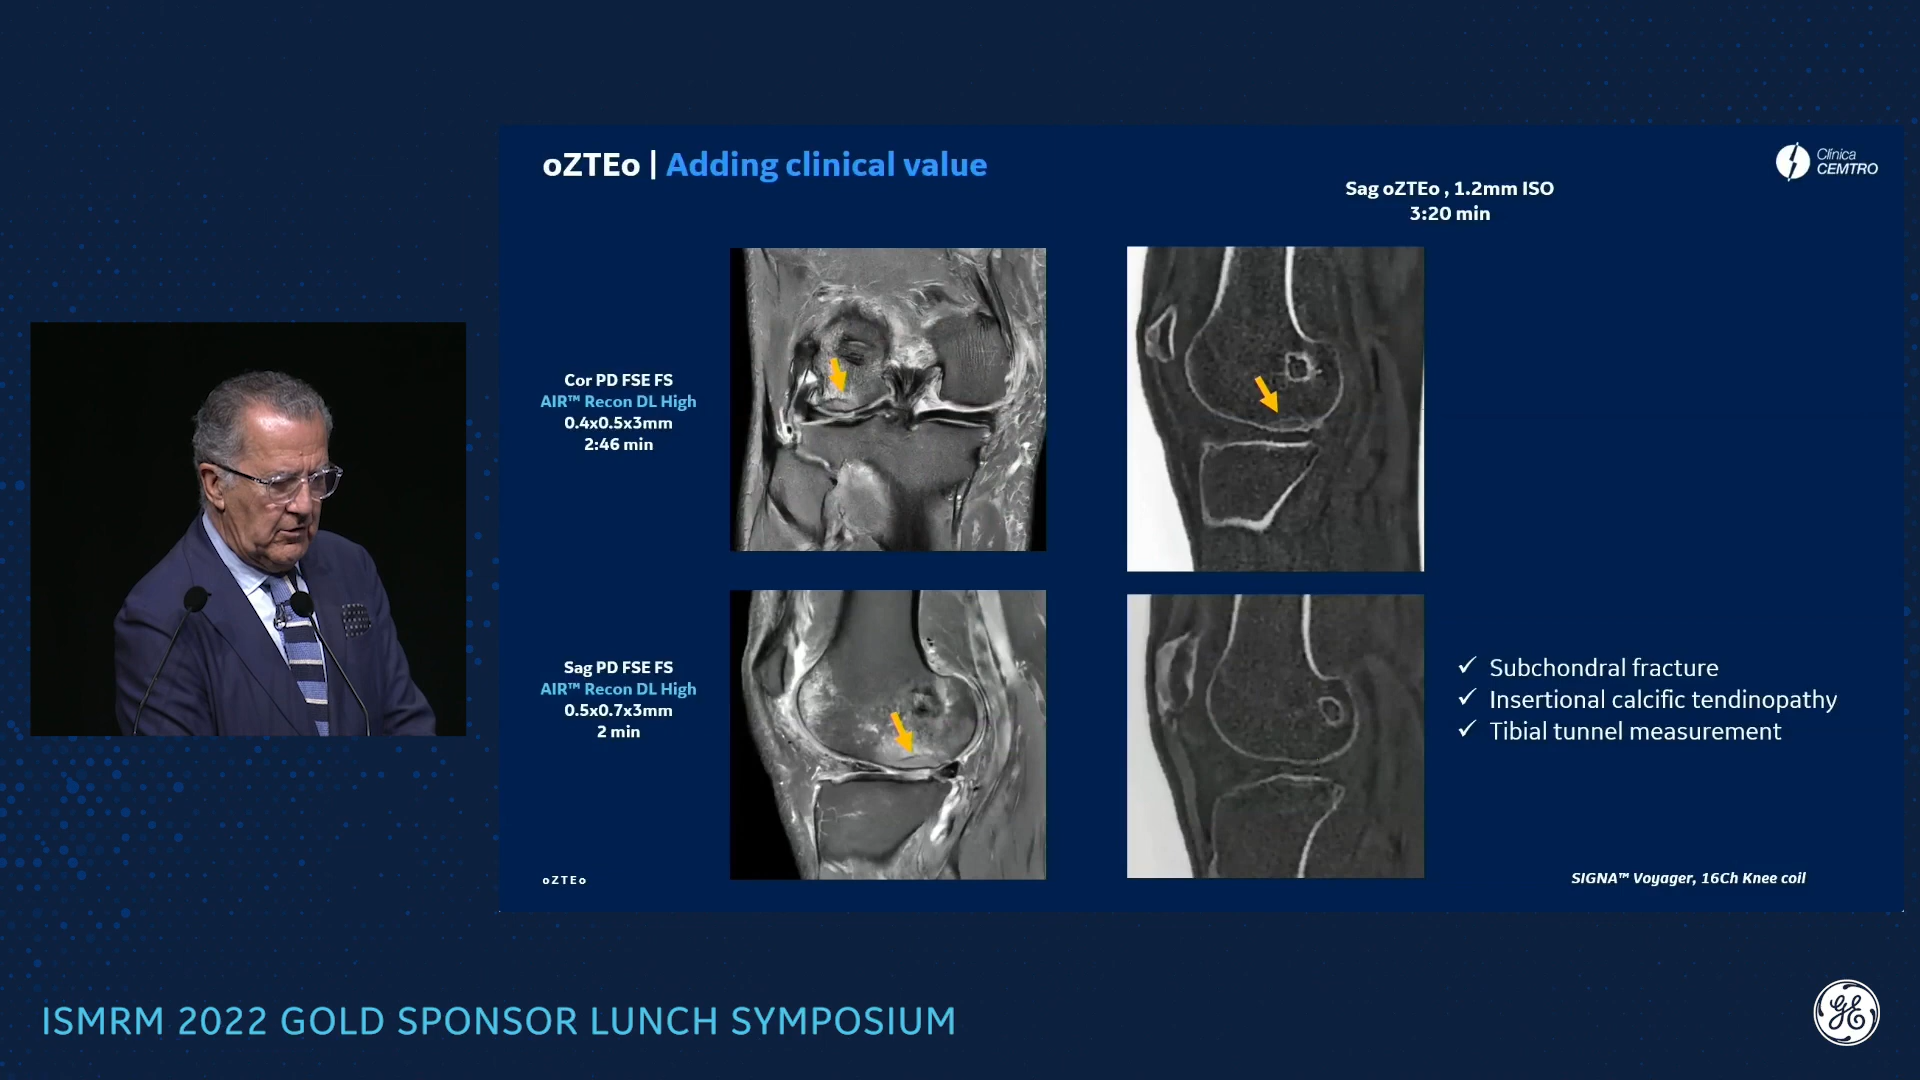 oZTEo | Adding clinical value
Clínica
CEMTRO
Sag oZTEo , 1.2mm ISO
3:20 min
Cor PD FSE FS
AIR™ Recon DL High
0.4x0.5x3mm
2:46 min
Sag PD FSE FS
AIR™ Recon DL High
0.5x0.7x3mm
2 min
✓ Subchondral fracture
✓ Insertional calcific tendinopathy
✓ Tibial tunnel measurement
oZTEo
SIGNA™ Voyager, 16Ch Knee coil
ISMRM 2022 GOLD SPONSOR LUNCH SYMPOSIUM
GE